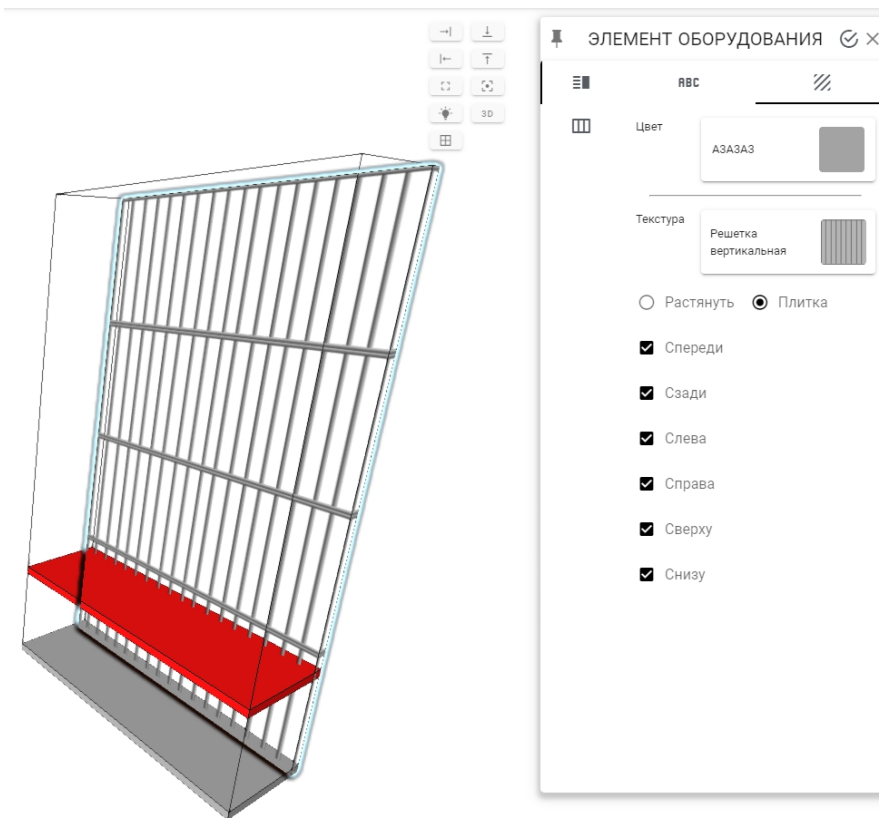 3D
ЭЛЕМЕНТ ОБОРУДОВАНИЯ
ABC
Цвет
A3A3A3
Текстура
Решетка
вертикальная
Растянуть
Плитка
Спереди
Сзади
Слева
Справа
Сверху
Снизу